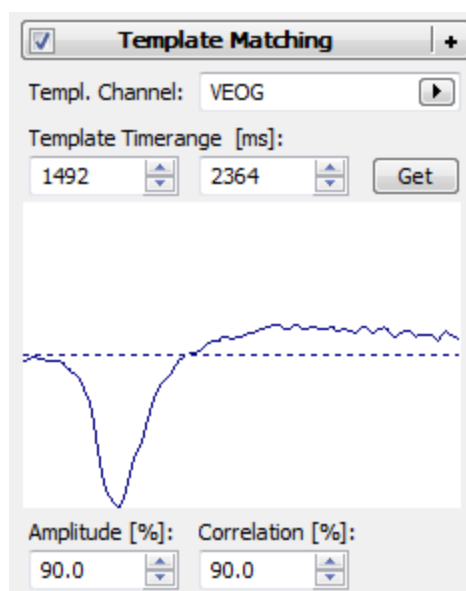 Template Matching +
Templ. Channel: VEOG
Template Timerange [ms]:
1492 2364 Get
Amplitude [%]: Correlation [%]:
90.0 90.0